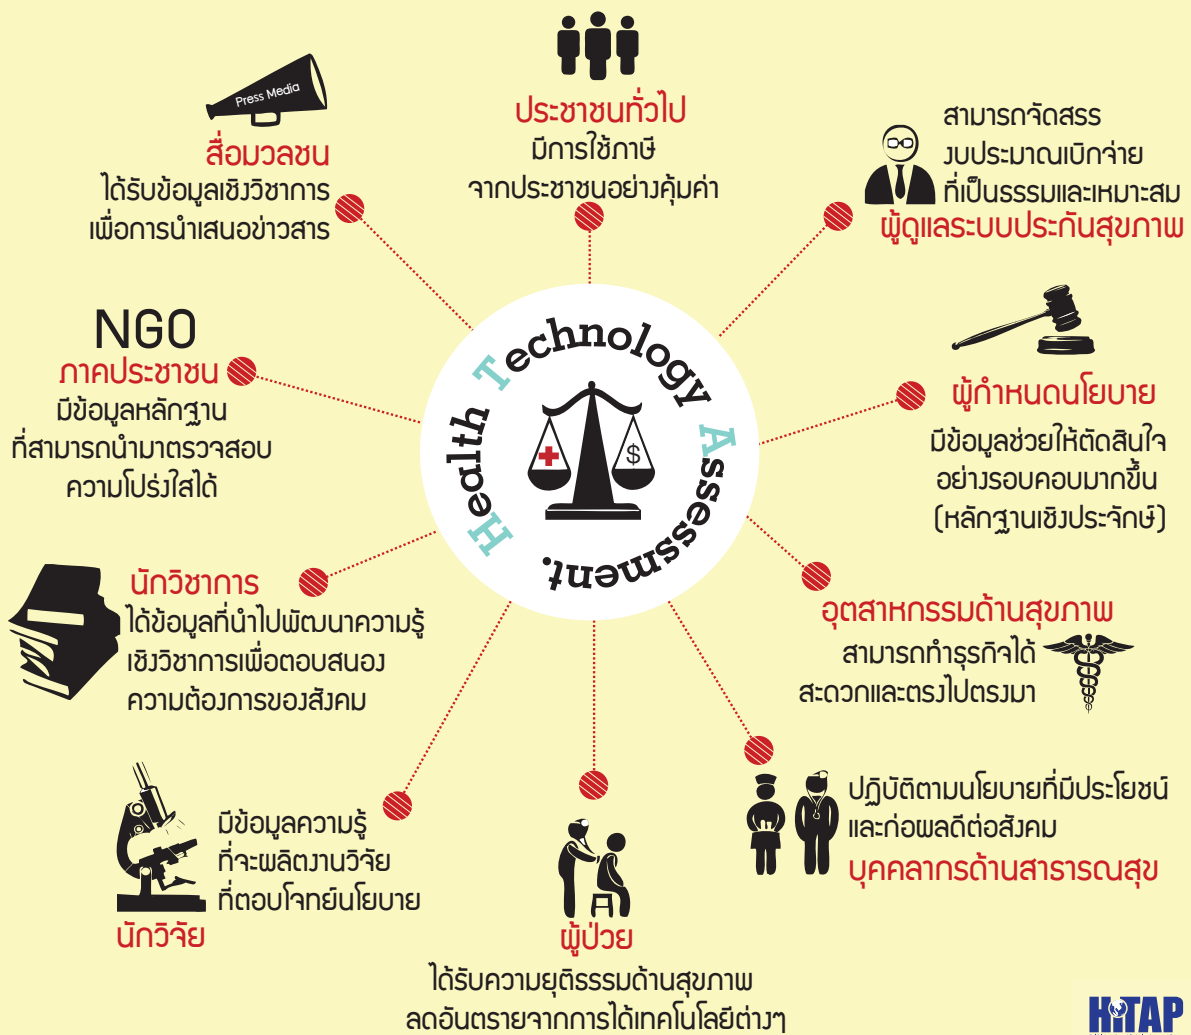 Press Media
สื่อมวลชน
ได้รับข้อมูลเชิงวิชาการ
เพื่อการนำเสนอข่าวสาร
ประชาชนทั่วไป
มีการใช้ภาษี
จากประชาชนอย่างคุ้มค่า
สามารถจัดสรร
งบประมาณเบิกจ่าย
ที่เป็นธรรมและเหมาะสม
ผู้ดูแลระบบประกันสุขภาพ
NGO
ภาคประชาชน
มีข้อมูลหลักฐาน
ที่สามารถนำมาตรวจสอบ
ความโปร่งใสได้
Health Technology Assessment.
$
ผู้กำหนดนโยบาย
มีข้อมูลช่วยให้ตัดสินใจ
อย่างรอบคอบมากขึ้น
(หลักฐานเชิงประจักษ์)
นักวิชาการ
ได้ข้อมูลที่นำไปพัฒนาความรู้
เชิงวิชาการเพื่อตอบสนอง
ความต้องการของสังคม
อุตสาหกรรมด้านสุขภาพ
สามารถทำธุรกิจได้
สะดวกและตรงไปตรงมา
มีข้อมูลความรู้
ที่จะผลิตงานวิจัย
ที่ตอบโจทย์นโยบาย
นักวิจัย
ผู้ป่วย
ได้รับความยุติธรรมด้านสุขภาพ
ลดอันตรายจากการได้เทคโนโลยีต่างๆ
ปฏิบัติตามนโยบายที่มีประโยชน์
และก่อผลดีต่อสังคม
บุคคลากรด้านสาธารณสุข
HITAP